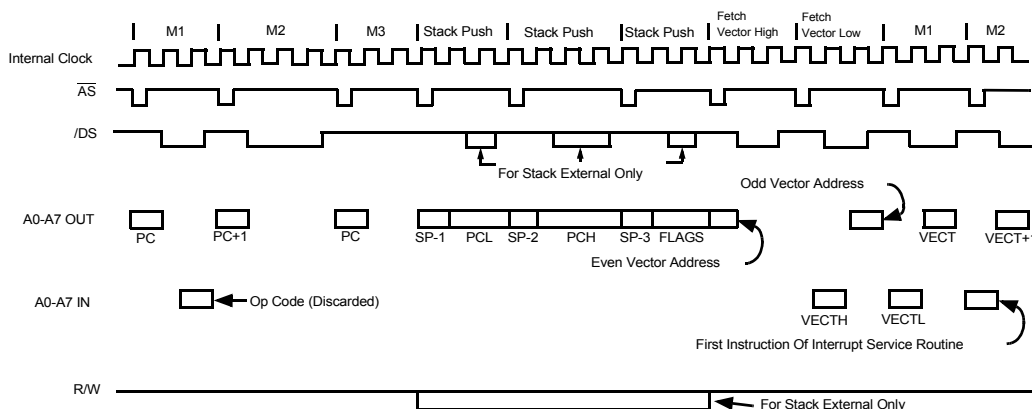 M1 M2 M3 Stack Push Stack Push Stack Push Fetch Vector High Fetch Vector Low M1 M2
Internal Clock
AS
/DS
For Stack External Only
Odd Vector Address
A0-A7 OUT
PC PC+1 PC SP-1 PCL SP-2 PCH SP-3 FLAGS VECT VECT+1
Even Vector Address
A0-A7 IN
Op Code (Discarded)
VECTH VECTL
First Instruction Of Interrupt Service Routine
R/W
For Stack External Only